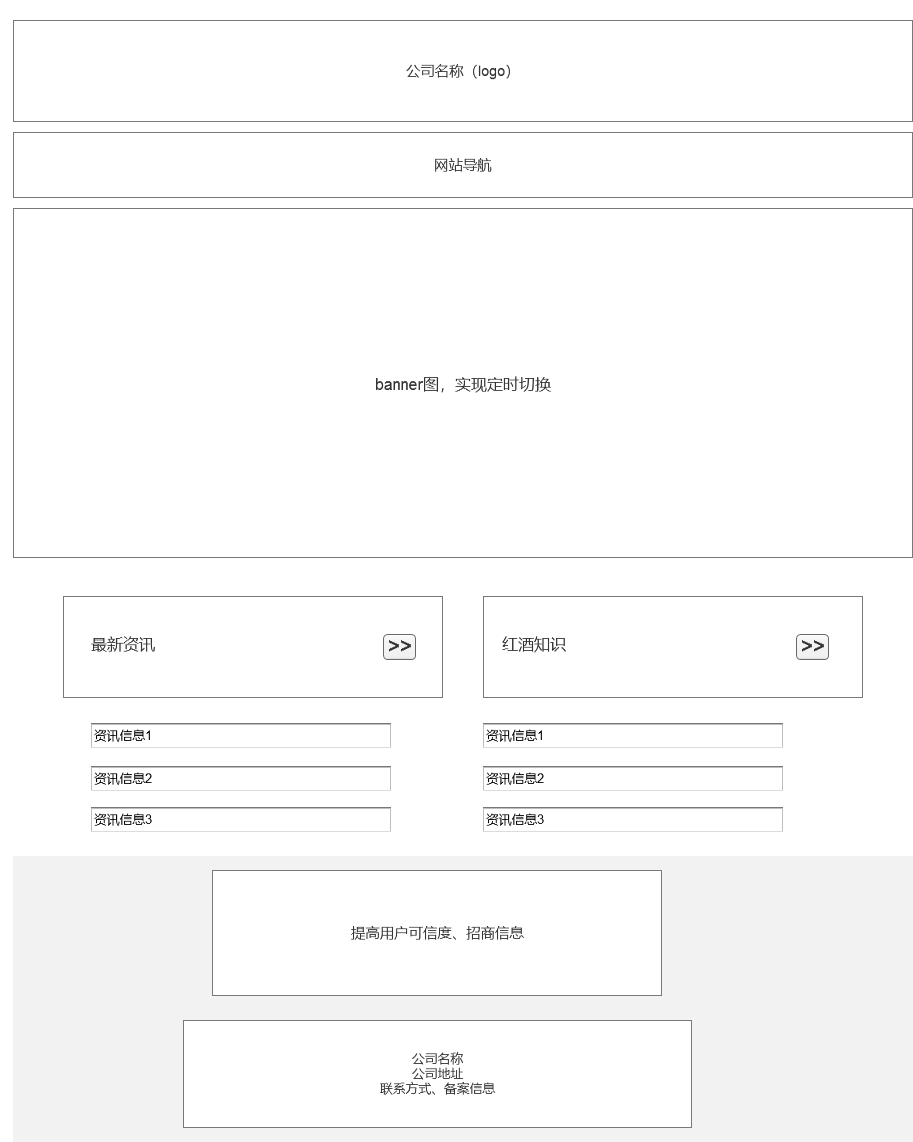 公司名称（logo）
网站导航
banner图，实现定时切换
最新资讯
>>
红酒知识
>>
资讯信息1
资讯信息1
资讯信息2
资讯信息2
资讯信息3
资讯信息3
提高用户可信度、招商信息
公司名称
公司地址
联系方式、备案信息